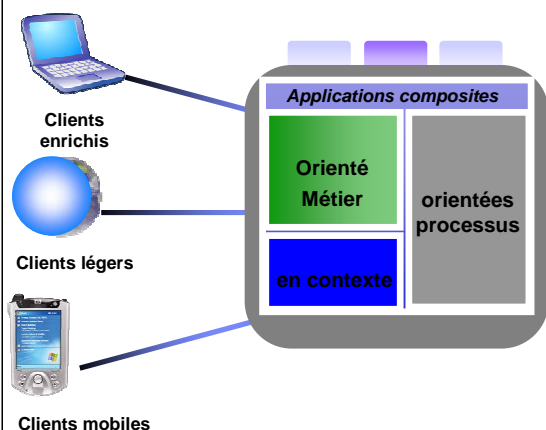 Applications composites
Clients
enrichis
Orienté
Métier
orientées
processus
en contexte
Clients légers
Clients mobiles